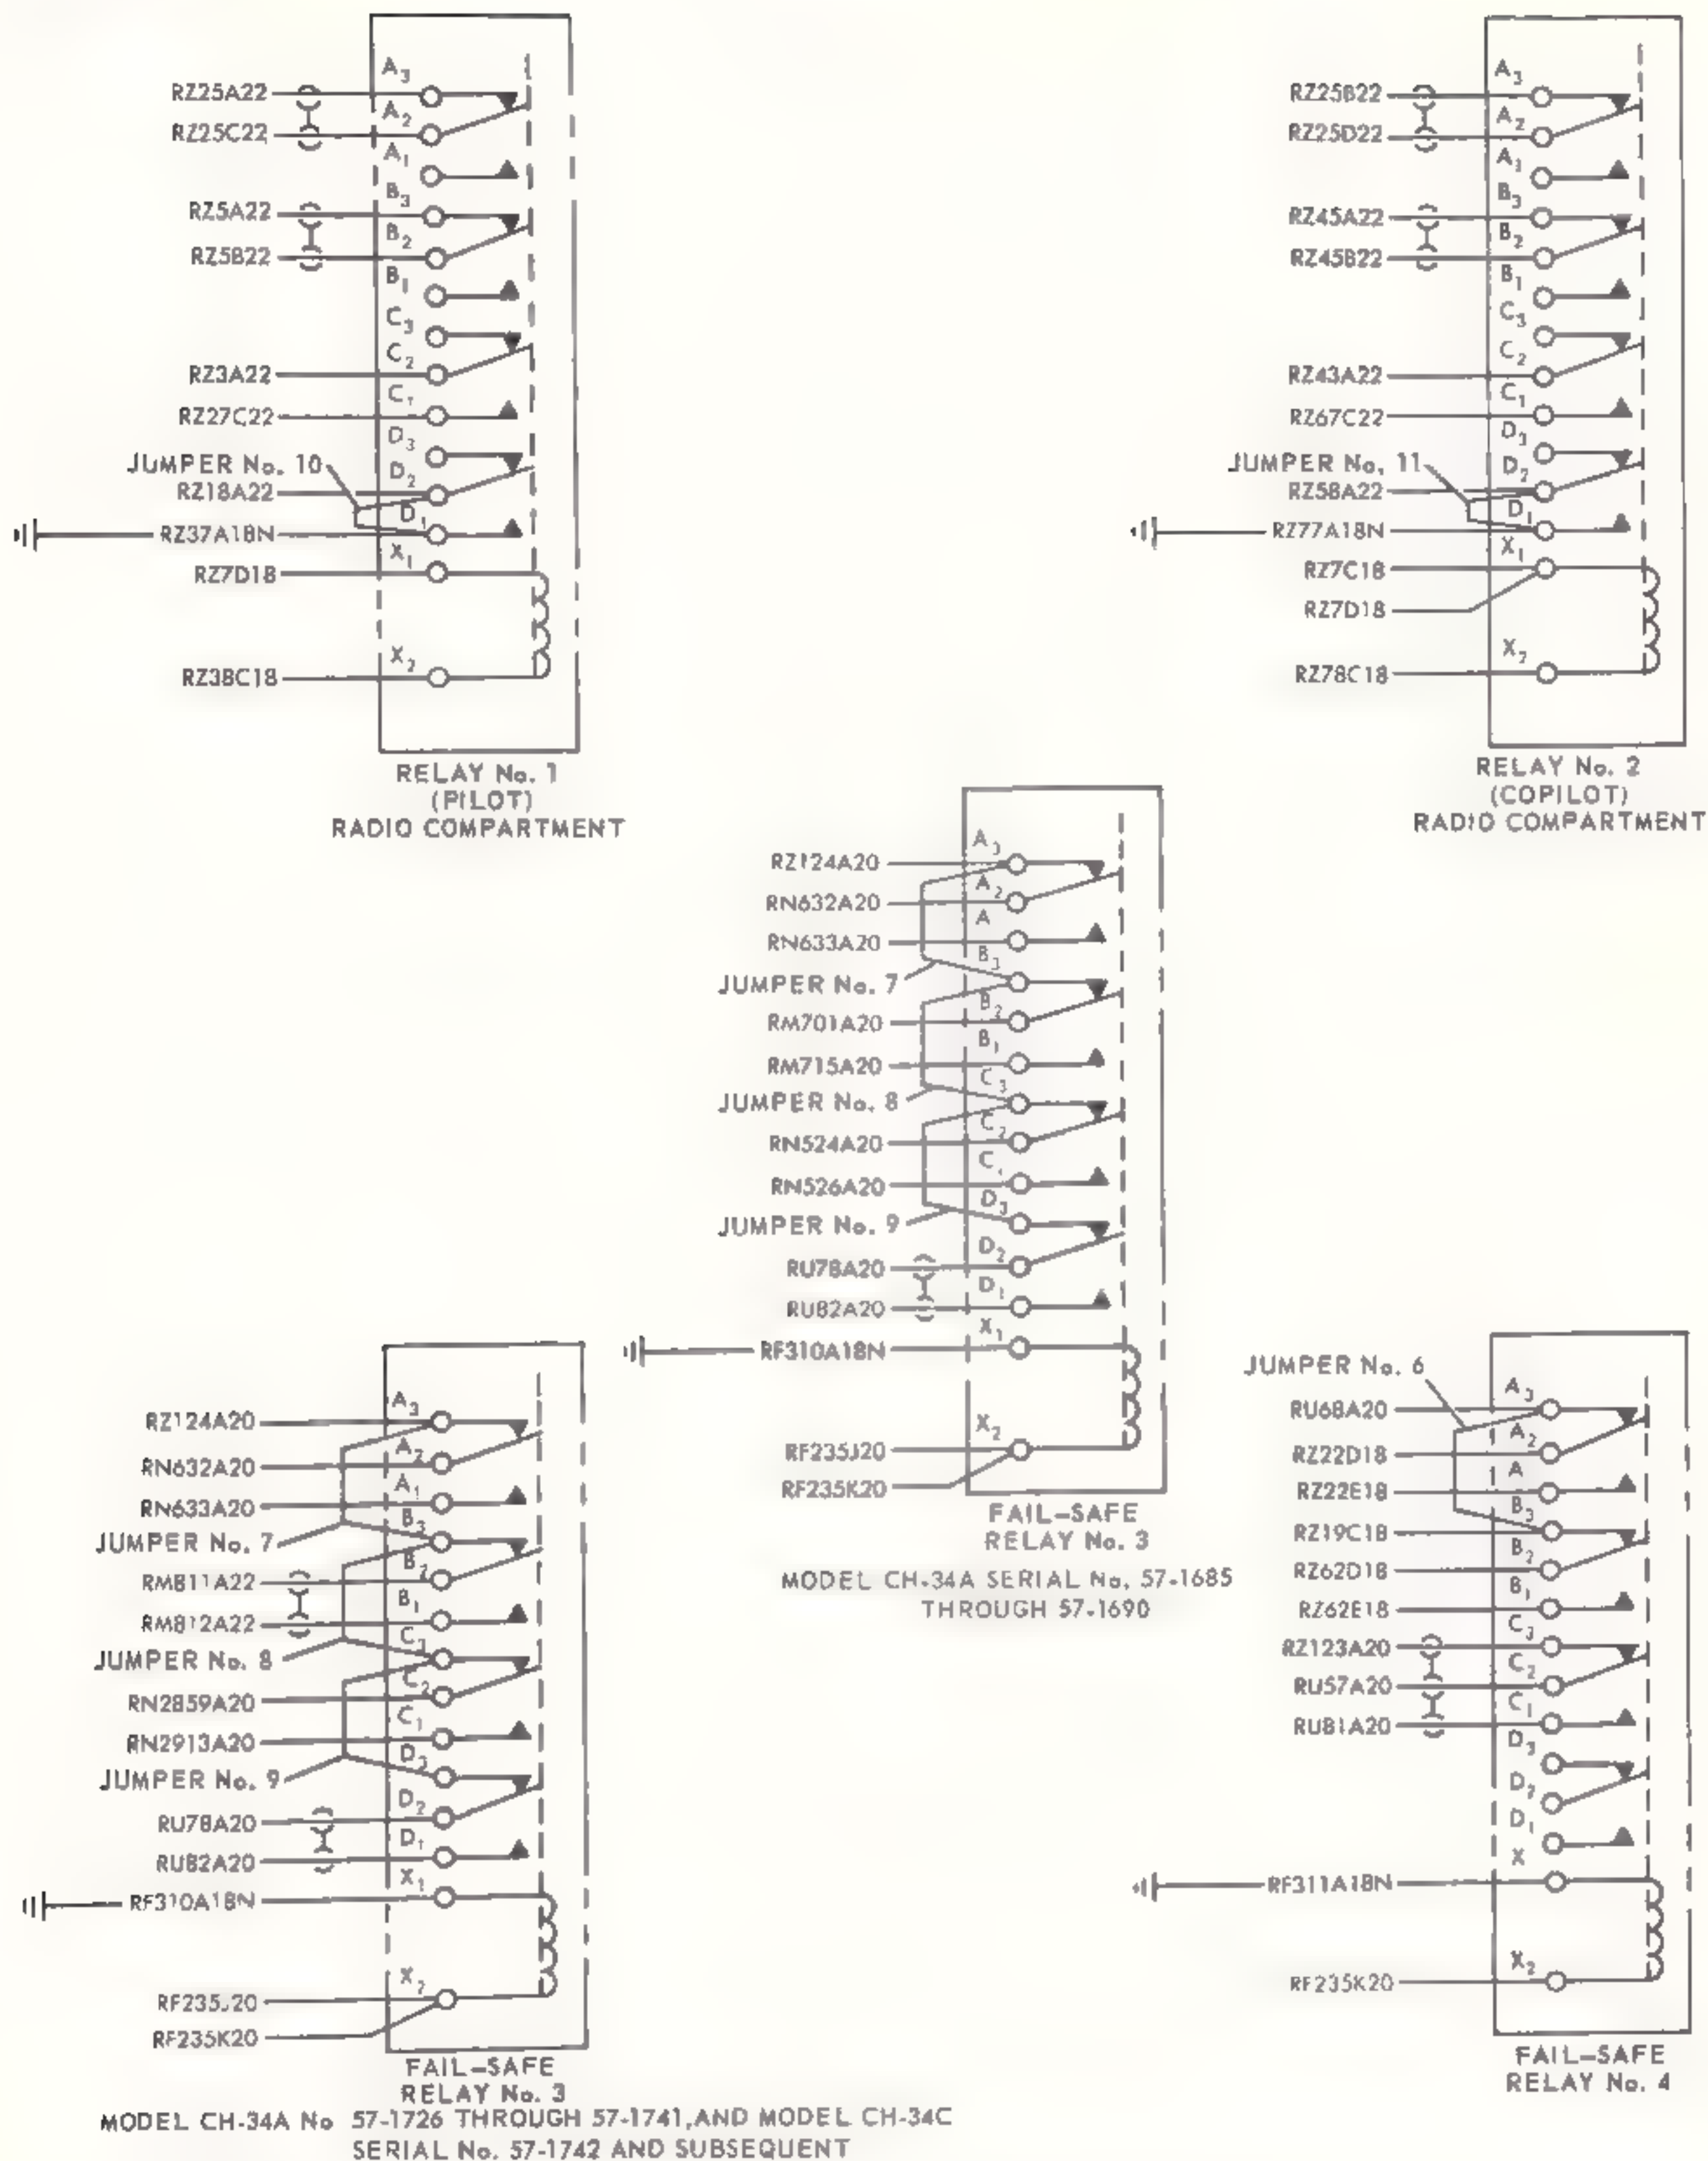 A3
RZ25A22
A2
RZ25C22
A1
B3
RZ5A22
B2
RZ5B22
B1
C3
C2
RZ3A22
C1
RZ27C22
D3
JUMPER No. 10
D2
RZ18A22
D1
RZ37A18N
X1
RZ7D18
X2
RZ38C18
RELAY No. 1
(PILOT)
RADIO COMPARTMENT
A3
RZ25B22
A2
RZ25D22
A1
B3
RZ45A22
B2
RZ45B22
B1
C3
C2
RZ43A22
C1
RZ67C22
D3
JUMPER No. 11
D2
RZ58A22
D1
RZ77A18N
X1
RZ7C18
RZ7D18
X2
RZ78C18
RELAY No. 2
(COPILOT)
RADIO COMPARTMENT
A3
RZ124A20
A2
RN632A20
A
RN633A20
B3
JUMPER No. 7
B2
RM701A20
B1
RM715A20
C3
JUMPER No. 8
C2
RN524A20
C1
RN526A20
D3
JUMPER No. 9
D2
RU78A20
D1
RU82A20
X1
RF310A18N
X2
RF235J20
RF235K20
FAIL-SAFE
RELAY No. 3
MODEL CH-34A SERIAL No. 57-1685
THROUGH 57-1690
A3
RZ124A20
A2
RN632A20
A1
RN633A20
B3
JUMPER No. 7
B2
RM811A22
B1
RM812A22
C3
JUMPER No. 8
C2
RN2859A20
C1
RN2913A20
D3
JUMPER No. 9
D2
RU78A20
D1
RU82A20
X1
RF310A18N
X2
RF235J20
RF235K20
FAIL-SAFE
RELAY No. 3
MODEL CH-34A No 57-1726 THROUGH 57-1741, AND MODEL CH-34C
SERIAL No. 57-1742 AND SUBSEQUENT
JUMPER No. 6
A3
RU68A20
A2
RZ22D18
A
RZ22E18
B3
RZ19C18
B2
RZ62D18
B1
RZ62E18
C3
RZ123A20
C2
RU57A20
C1
RU81A20
D3
D2
D1
X
RF311A18N
X2
RF235K20
FAIL-SAFE
RELAY No. 4